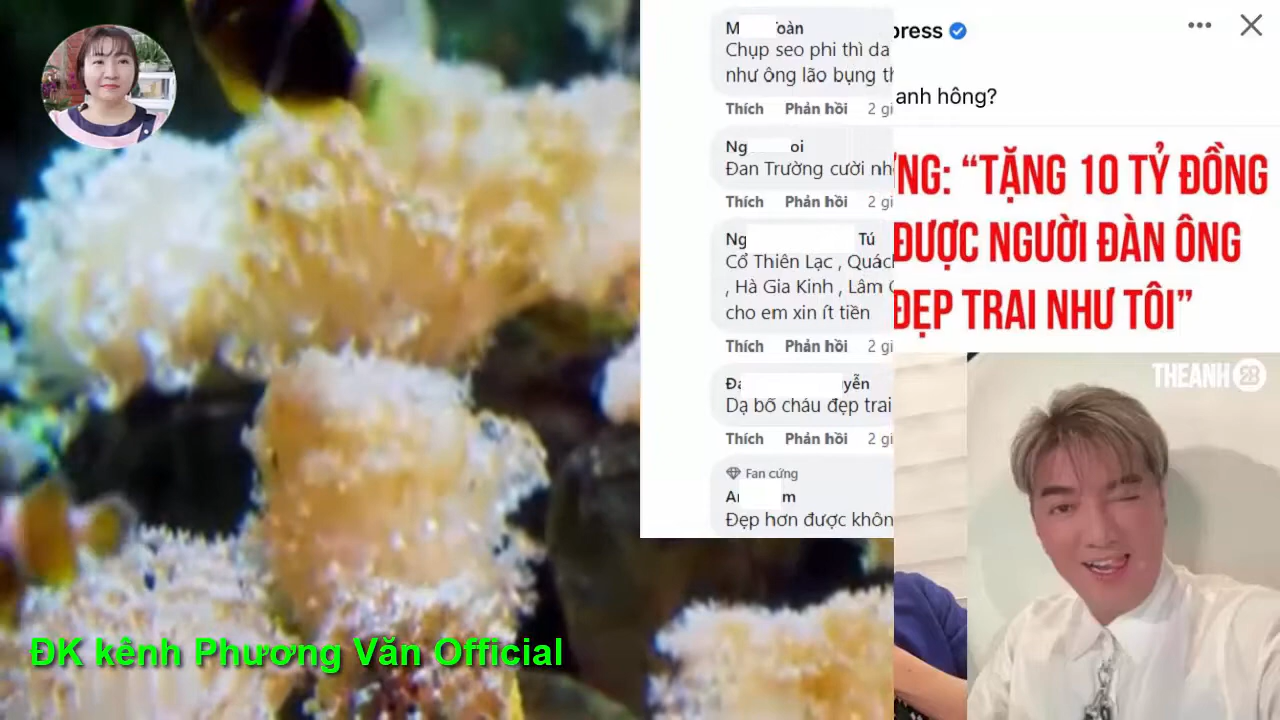 M oàn
Chụp seo phi thì da
như ông lão bụng th
Thích Phản hồi 2 gi
Ng oi
Đan Trường cười nh
Thích Phản hồi 2 gi
Ng Tú
Cổ Thiên Lạc , Quác
, Hà Gia Kinh , Lâm
cho em xin ít tiền
Thích Phản hồi 2 gi
Đa yễn
Dạ bố cháu đẹp trai
Thích Phản hồi 2 gi
Fan cứng
An m
Đẹp hơn được khôn
press
anh hông?
NG: “TẶNG 10 TỶ ĐỒNG
ĐƯỢC NGƯỜI ĐÀN ÔNG
ĐẸP TRAI NHƯ TÔI”
THEANH 28
ĐK kênh Phương Văn Official